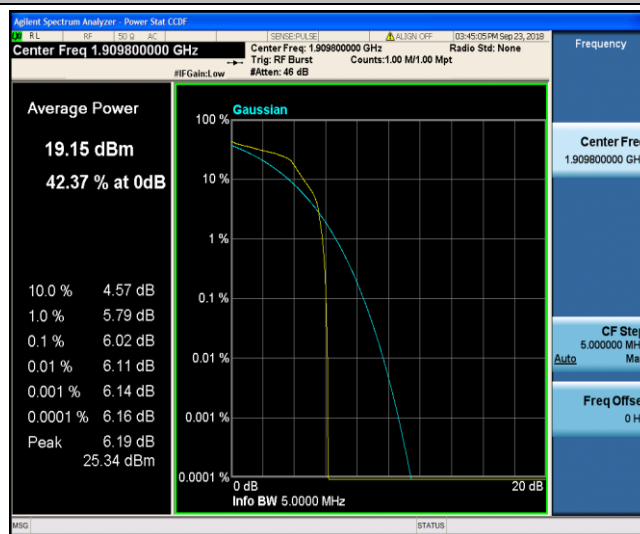 Agilent Spectrum Analyzer - Power Stat CCDF
RL RF 50 Ω AC SENSE:PULSE ALIGN OFF 03:45:05 PM Sep 23, 2018
Center Freq 1.909800000 GHz
Center Freq: 1.909800000 GHz Radio Std: None
Trig: RF Burst Counts:1.00 M/1.00 Mpt
#IFGain:Low #Atten: 46 dB
Frequency
Average Power
19.15 dBm
42.37 % at 0dB
10.0 % 4.57 dB
1.0 % 5.79 dB
0.1 % 6.02 dB
0.01 % 6.11 dB
0.001 % 6.14 dB
0.0001 % 6.16 dB
Peak 6.19 dB
25.34 dBm
Gaussian
100 %
10 %
1 %
0.1 %
0.01 %
0.001 %
0.0001 %
0 dB 20 dB
Info BW 5.0000 MHz
Center Fre
1.909800000 GH
CF Ste
5.000000 MH
Auto Ma
Freq Offse
0 H
MSG STATUS